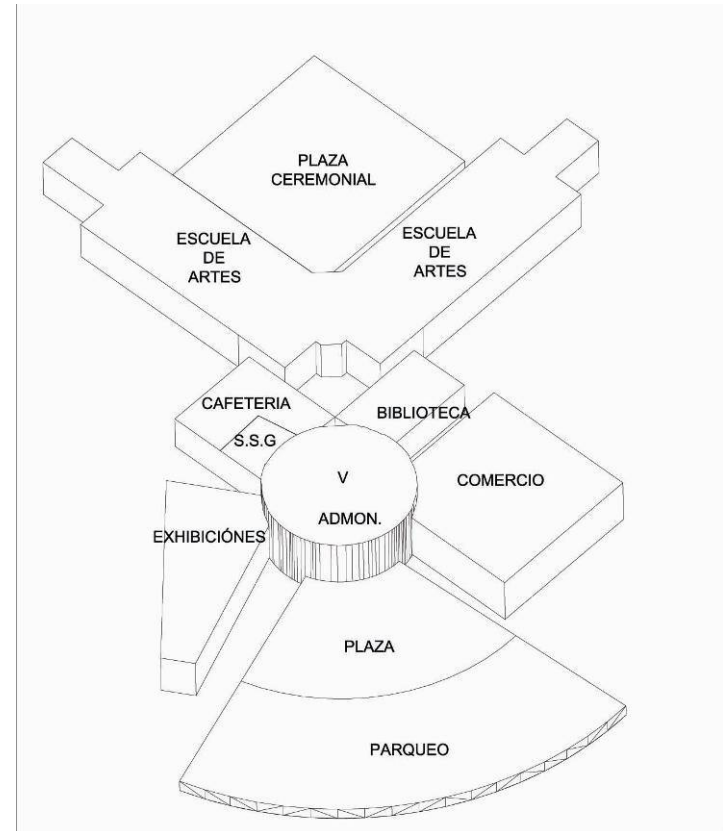 PLAZA
CEREMONIAL
ESCUELA
DE
ARTES
ESCUELA
DE
ARTES
CAFETERIA
BIBLIOTECA
S.S.G
V
COMERCIO
ADMON.
EXHIBICIÓNES
PLAZA
PARQUEO